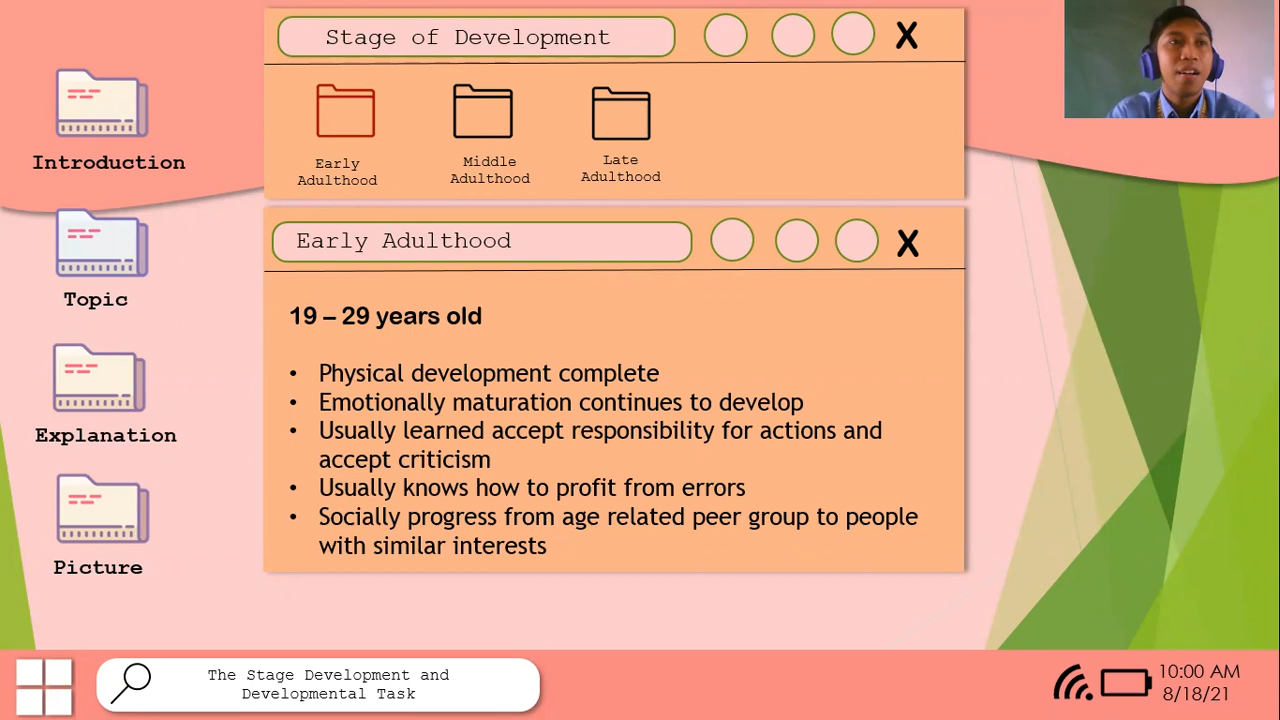 Stage of Development
X
Early
Adulthood
Middle
Adulthood
Late
Adulthood
Introduction
Topic
Explanation
Picture
Early Adulthood
X
19 – 29 years old
• Physical development complete
• Emotionally maturation continues to develop
• Usually learned accept responsibility for actions and
accept criticism
• Usually knows how to profit from errors
• Socially progress from age related peer group to people
with similar interests
The Stage Development and
Developmental Task
10:00 AM
8/18/21